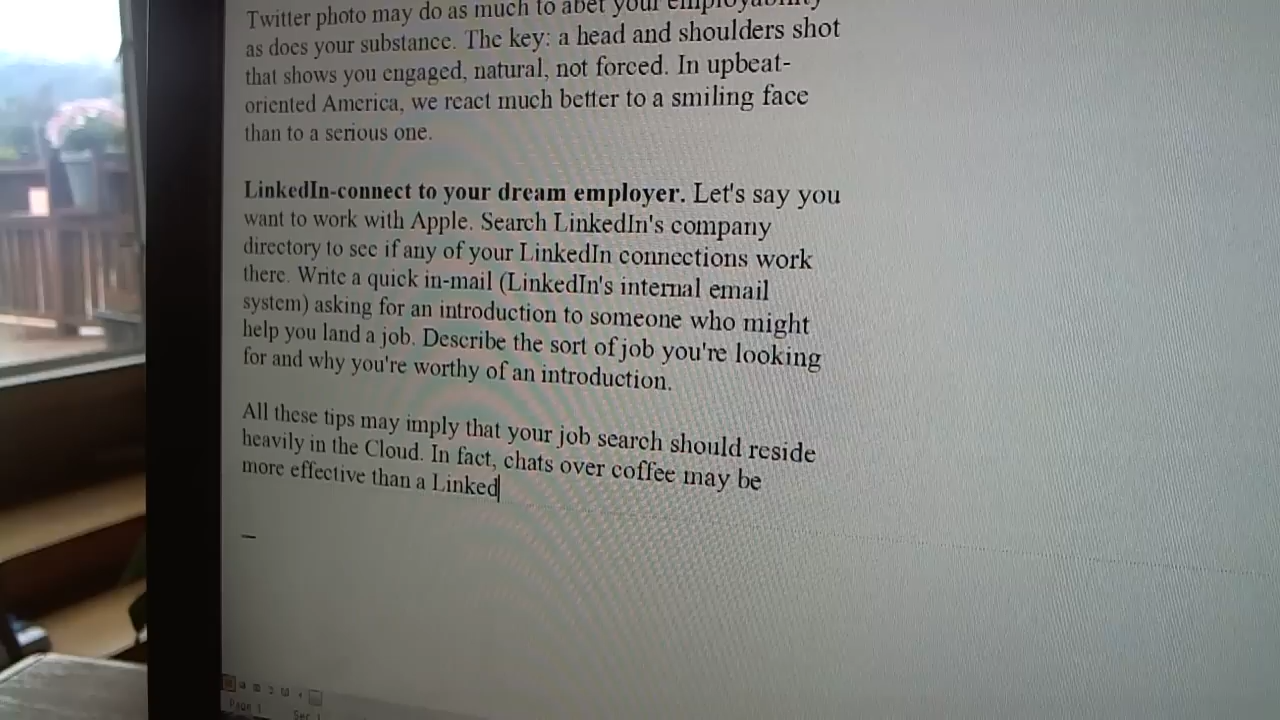 Twitter photo may do as much to abet your employability
as does your substance. The key: a head and shoulders shot
that shows you engaged, natural, not forced. In upbeat-
oriented America, we react much better to a smiling face
than to a serious one.
LinkedIn-connect to your dream employer. Let's say you
want to work with Apple. Search LinkedIn's company
directory to see if any of your LinkedIn connections work
there. Write a quick in-mail (LinkedIn's internal email
system) asking for an introduction to someone who might
help you land a job. Describe the sort of job you're looking
for and why you're worthy of an introduction.
All these tips may imply that your job search should reside
heavily in the Cloud. In fact, chats over coffee may be
more effective than a Linked
Page 1 Sec 1